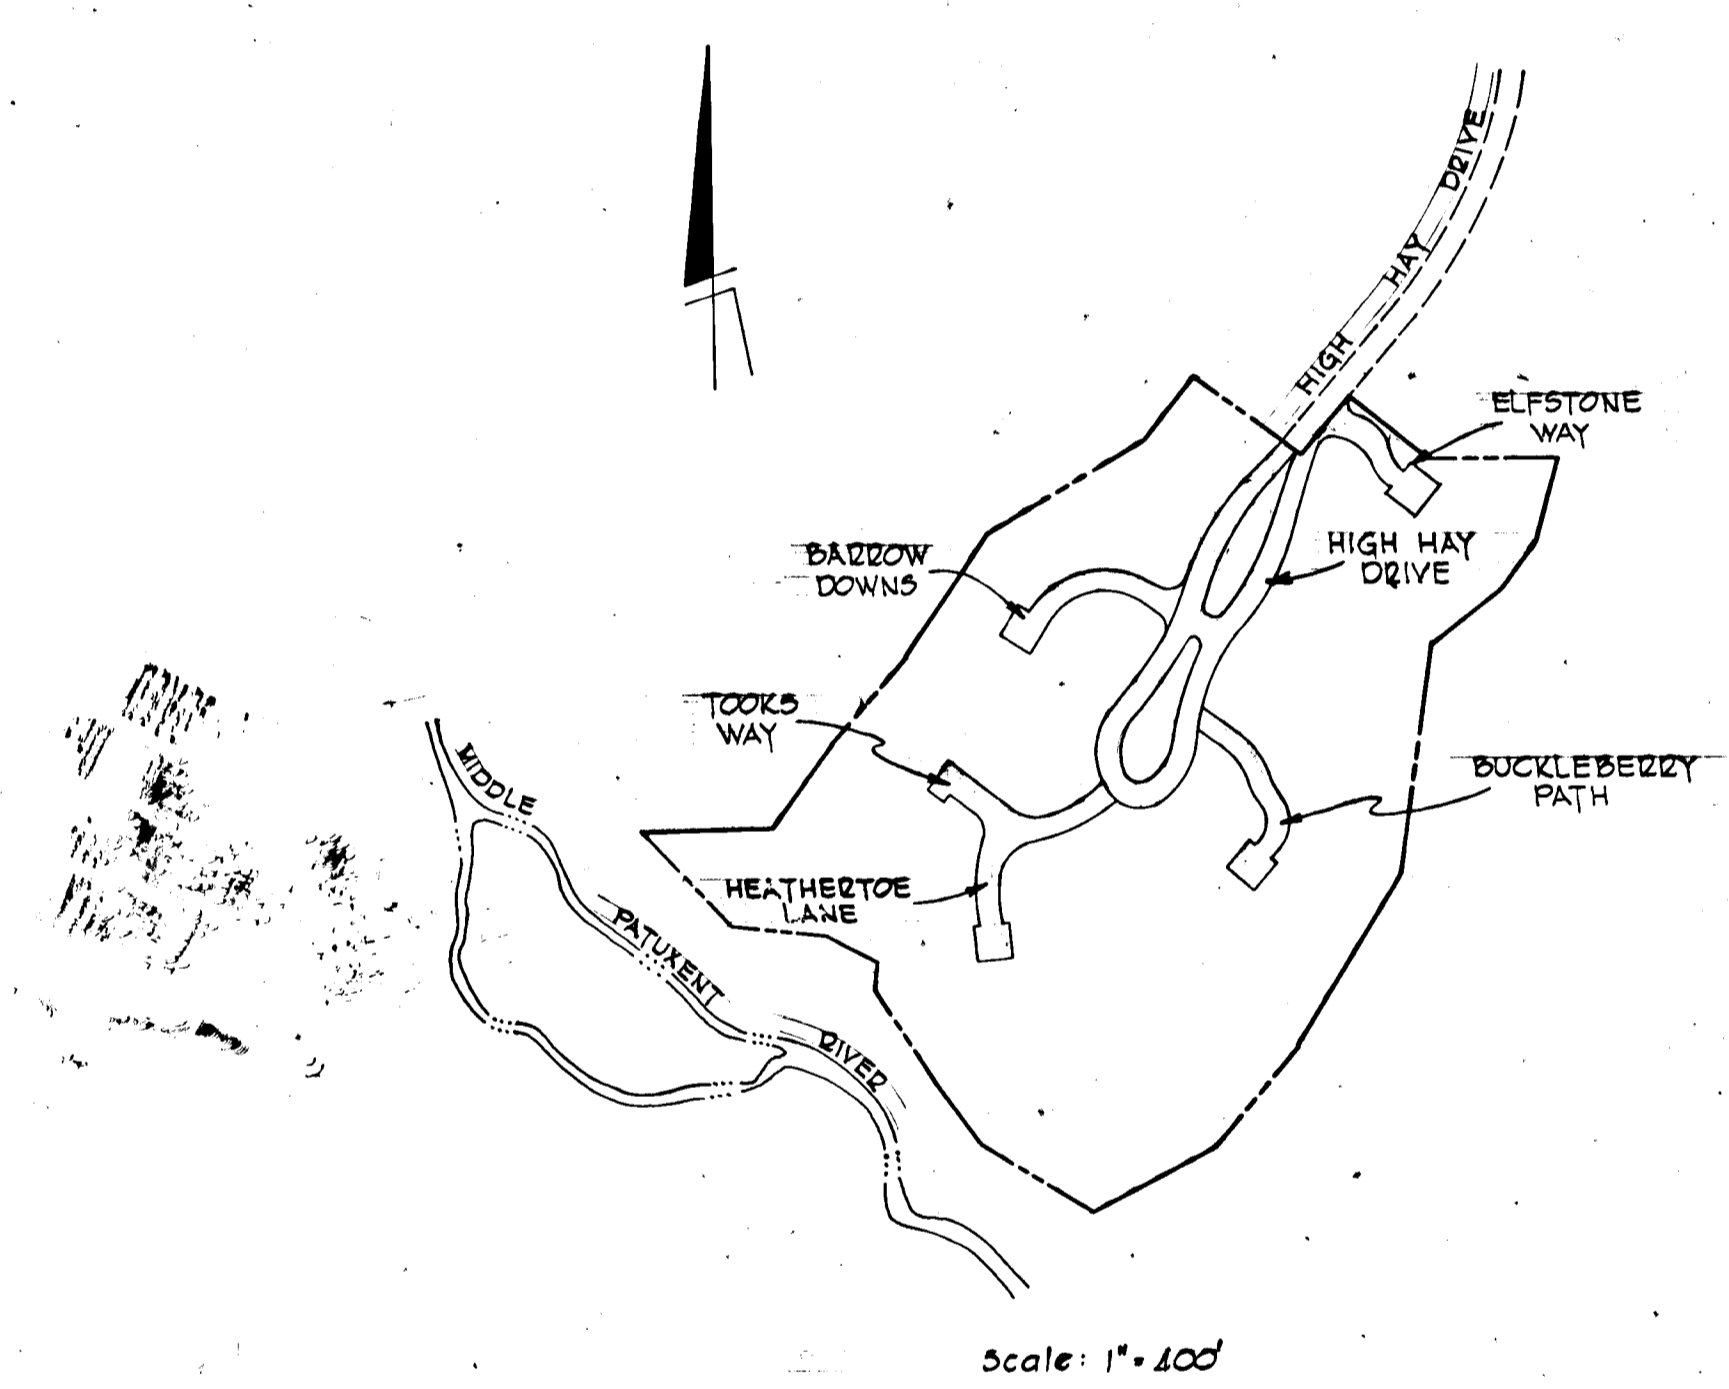 HIGH HAY DRIVE
ELFSTONE
WAY
BARROW
DOWNS
HIGH HAY
DRIVE
TOOKS
WAY
MIDDLE PATUXENT RIVER
BUCKLEBERRY
PATH
HEATHERTOE
LANE
Scale: 1" = 400'